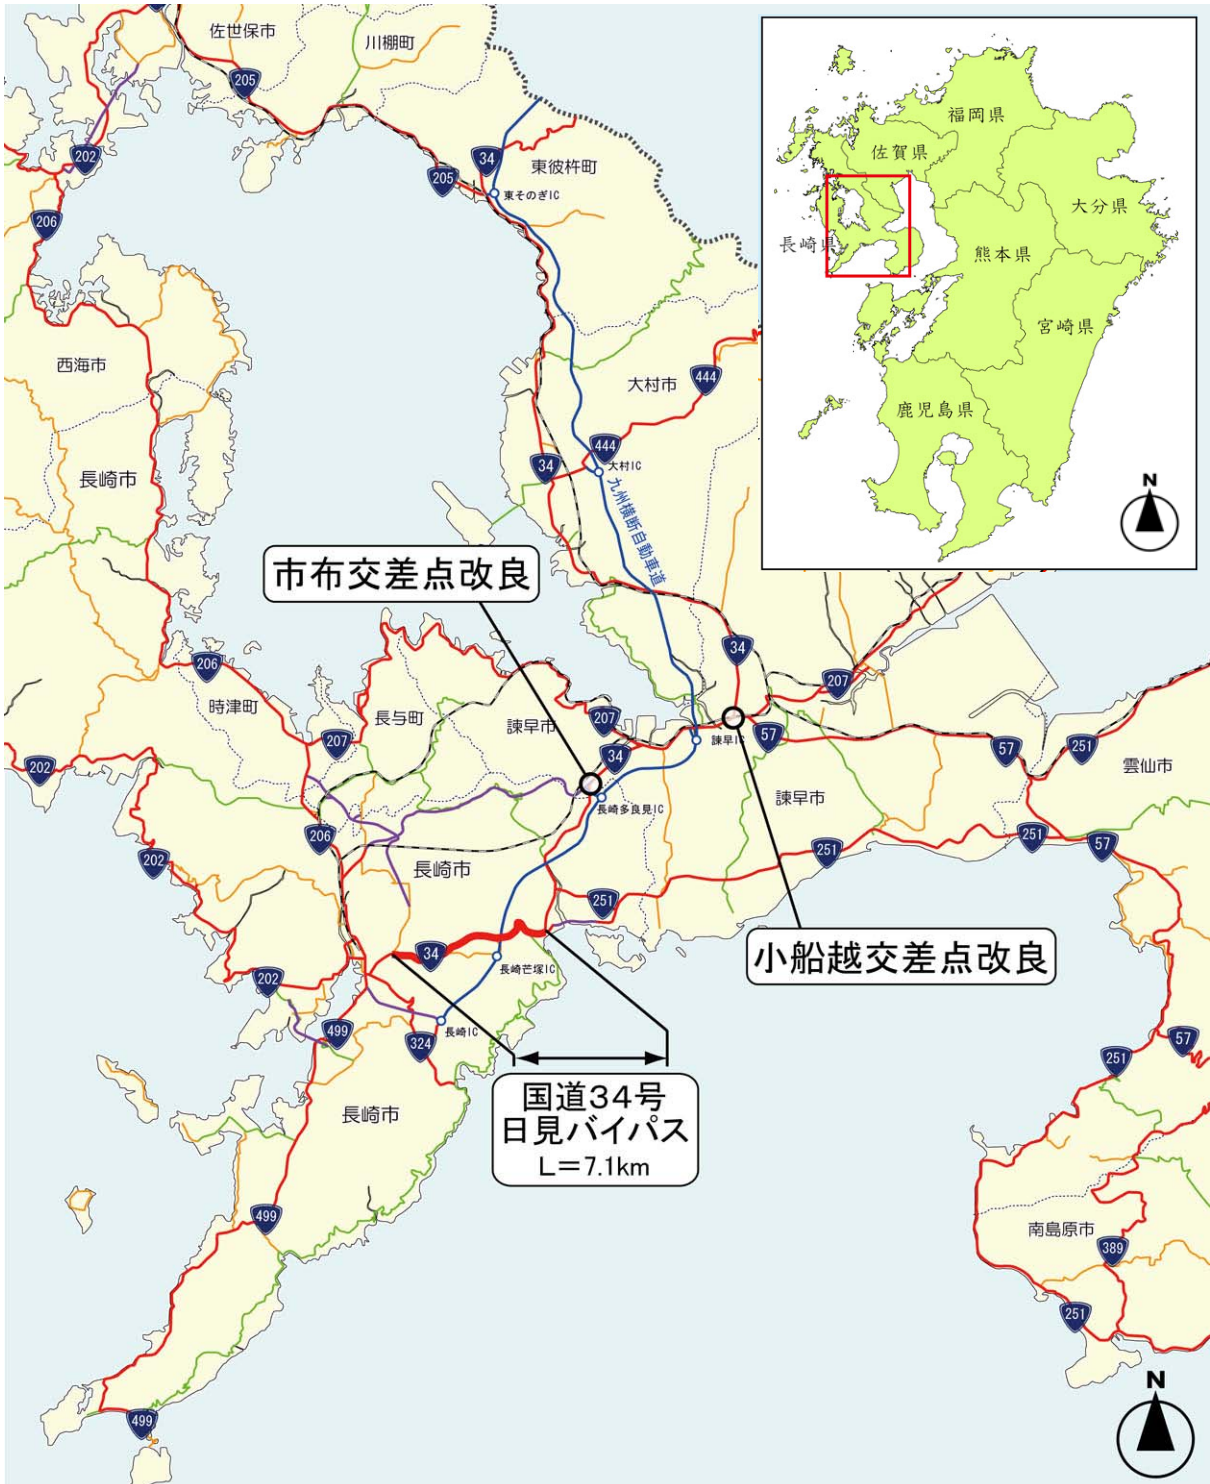 佐世保市
川棚町
205
202
206
34
東彼杵町
205
東そのぎIC
福岡県
佐賀県
大分県
長崎県
熊本県
宮崎県
鹿児島県
N
西海市
長崎市
大村市
444
444
34
大村IC
九州横断自動車道
市布交差点改良
206
時津町
長与町
207
諫早市
207
34
34
207
諫早IC
57
57
251
雲仙市
諫早市
202
長崎多良見IC
206
長崎市
202
251
251
251
57
34
小船越交差点改良
長崎芒塚IC
202
499
長崎IC
324
57
251
国道34号
日見バイパス
L=7.1km
長崎市
499
499
南島原市
389
251
N